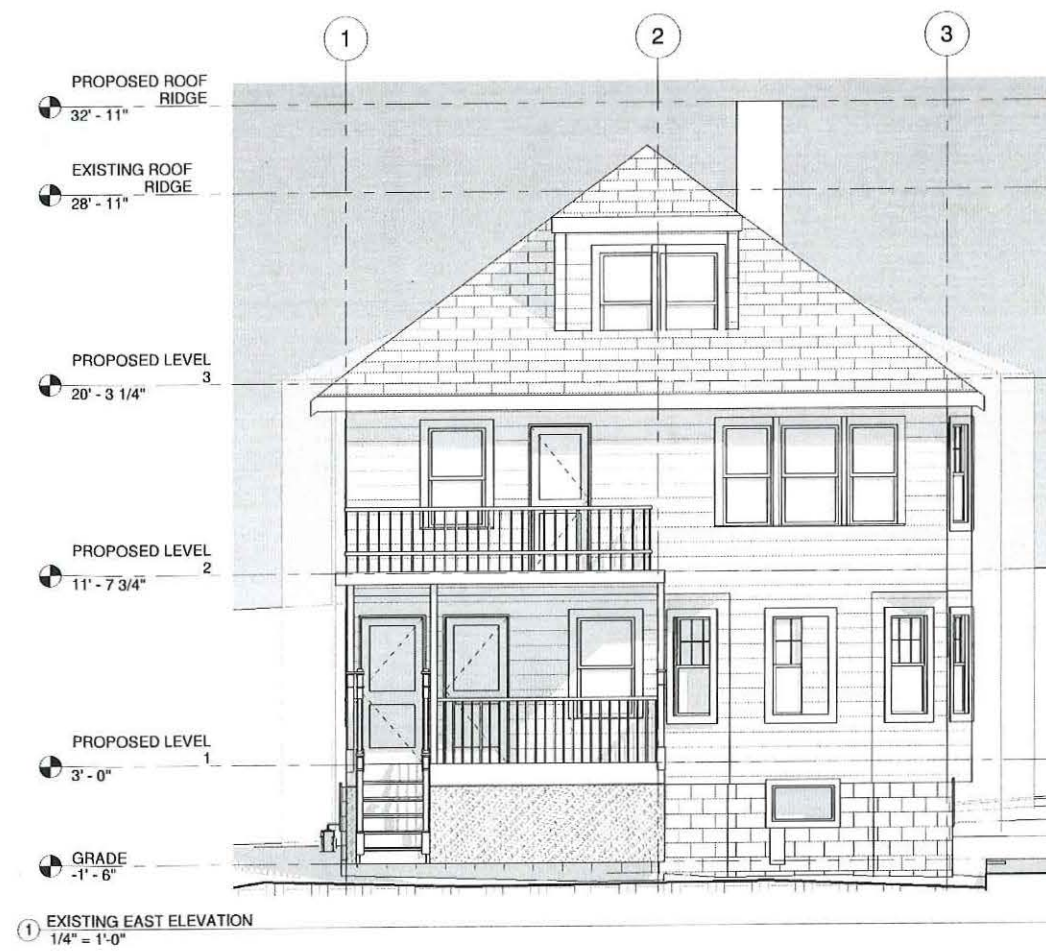 1
2
3
PROPOSED ROOF
RIDGE
32' - 11"
EXISTING ROOF
RIDGE
28' - 11"
PROPOSED LEVEL
3
20' - 3 1/4"
PROPOSED LEVEL
2
11' - 7 3/4"
PROPOSED LEVEL
1
3' - 0"
GRADE
-1' - 6"
1 EXISTING EAST ELEVATION
1/4" = 1'-0"